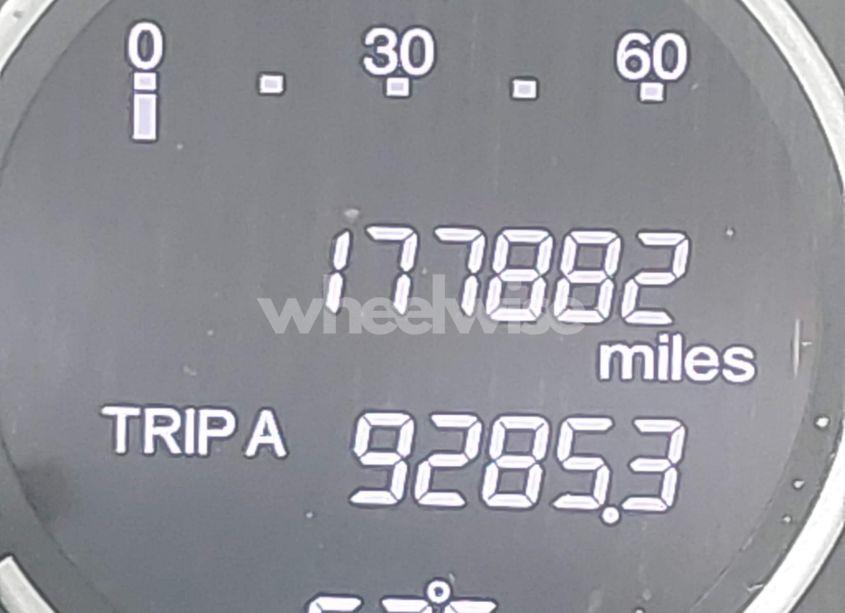 0 30 60
177882
wheelwise
miles
TRIP A 9285.3